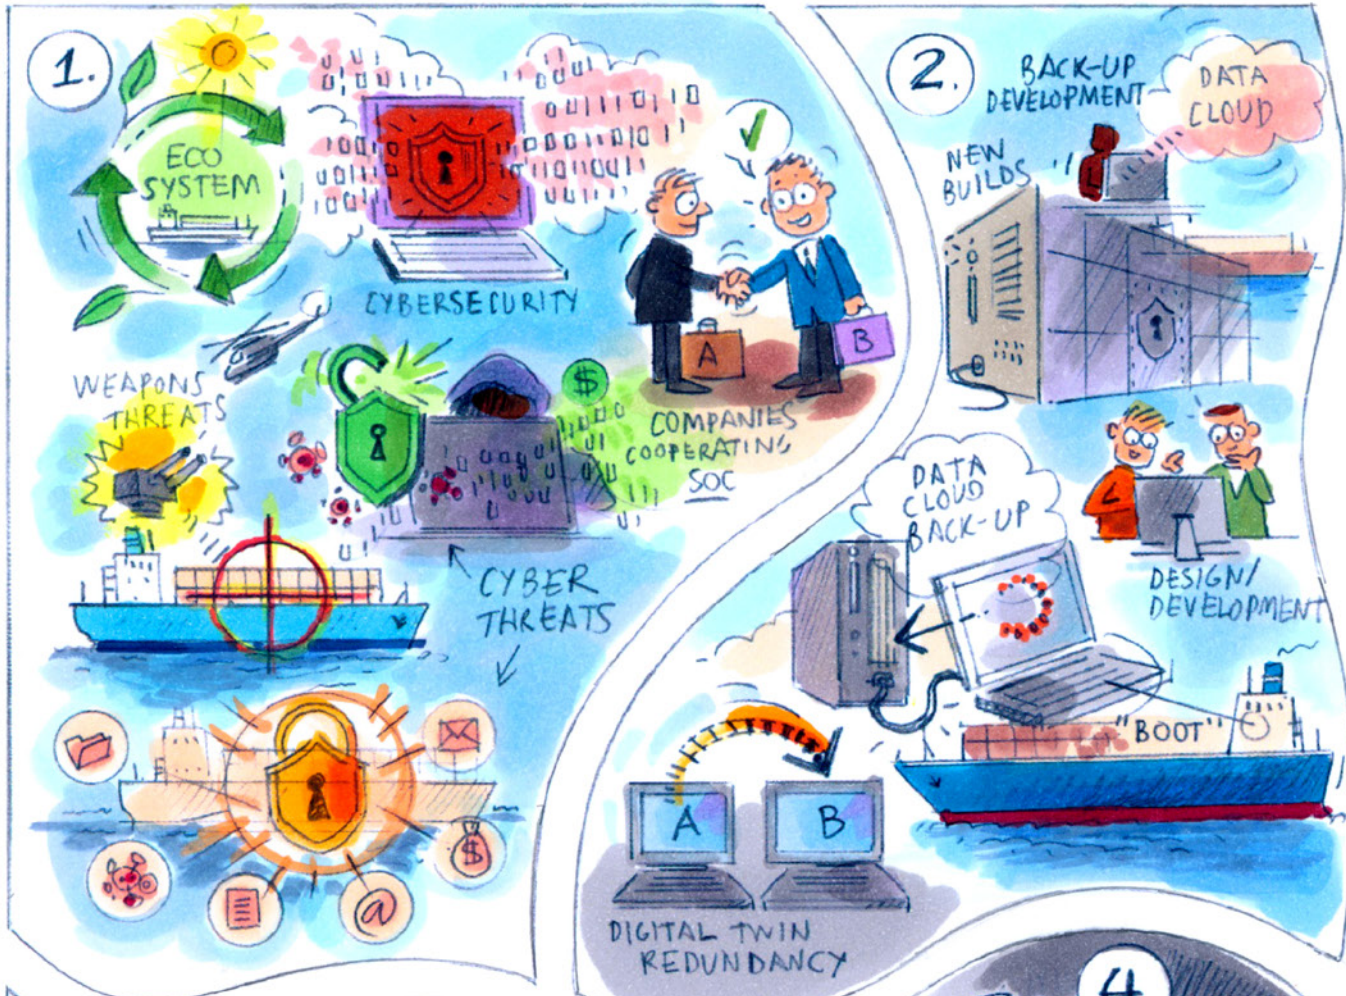 1.
ECO
SYSTEM
CYBERSECURITY
A
B
COMPANIES
COOPERATING
SOC
WEAPONS
THREATS
$
CYBER
THREATS
@
$
2.
BACK-UP
DEVELOPMENT
DATA
CLOUD
NEW
BUILDS
DATA
CLOUD
BACK-UP
DESIGN/
DEVELOPMENT
"BOOT"
A
B
DIGITAL TWIN
REDUNDANCY
4